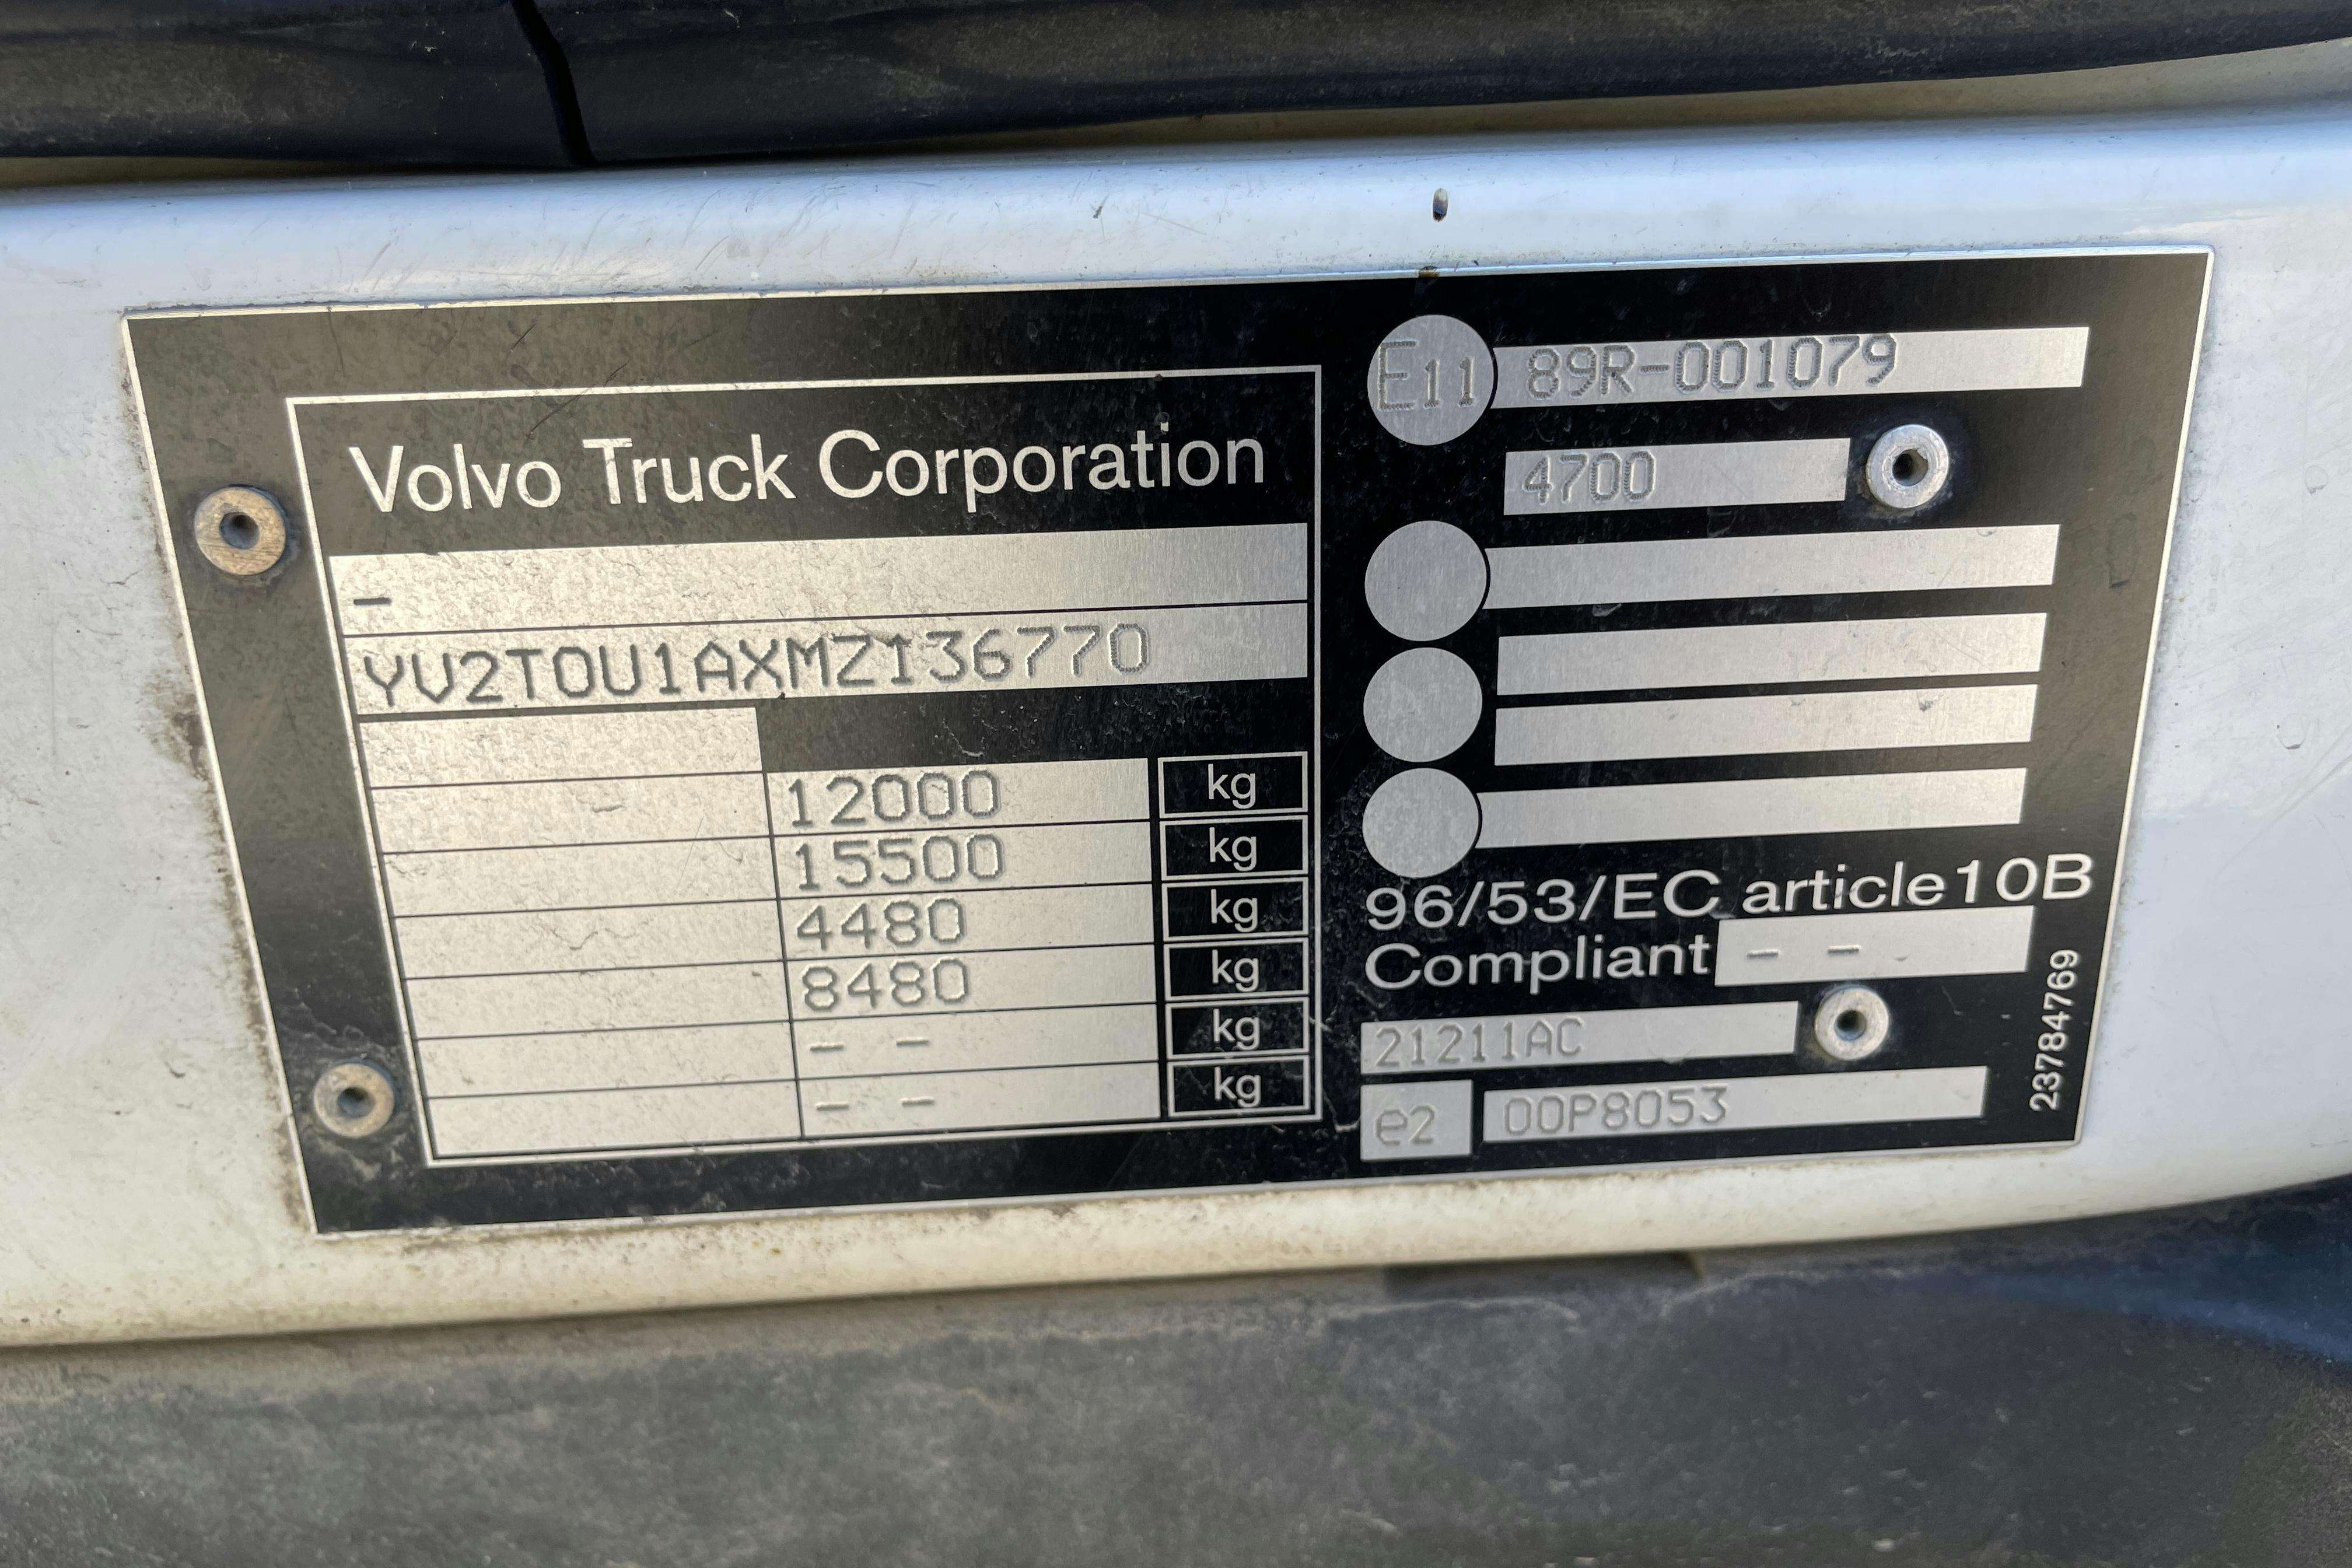 Volvo Truck Corporation
–
YV2T0U1AXMZ136770
12000 kg
15500 kg
4480 kg
8480 kg
– – kg
– – kg
E11 89R-001079
4700
96/53/EC article10B
Compliant – –
21211AC
e2 00P8053
23784769